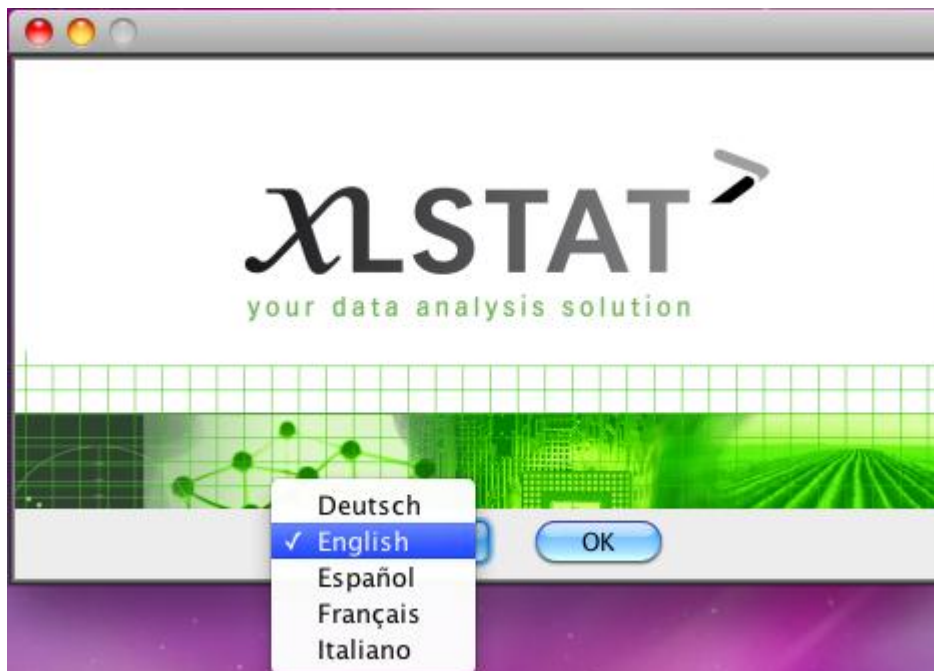 XLSTAT
your data analysis solution
Deutsch
✓ English
OK
Español
Français
Italiano